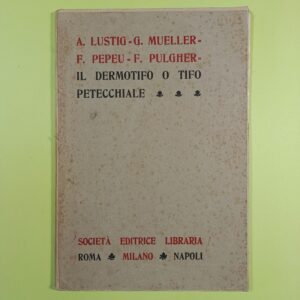 A. LUSTIG - G. MUELLER -
F. PEPEU - F. PULGHER -
IL DERMOTIFO O TIFO
PETECCHIALE
SOCIETÀ EDITRICE LIBRARIA
ROMA MILANO NAPOLI